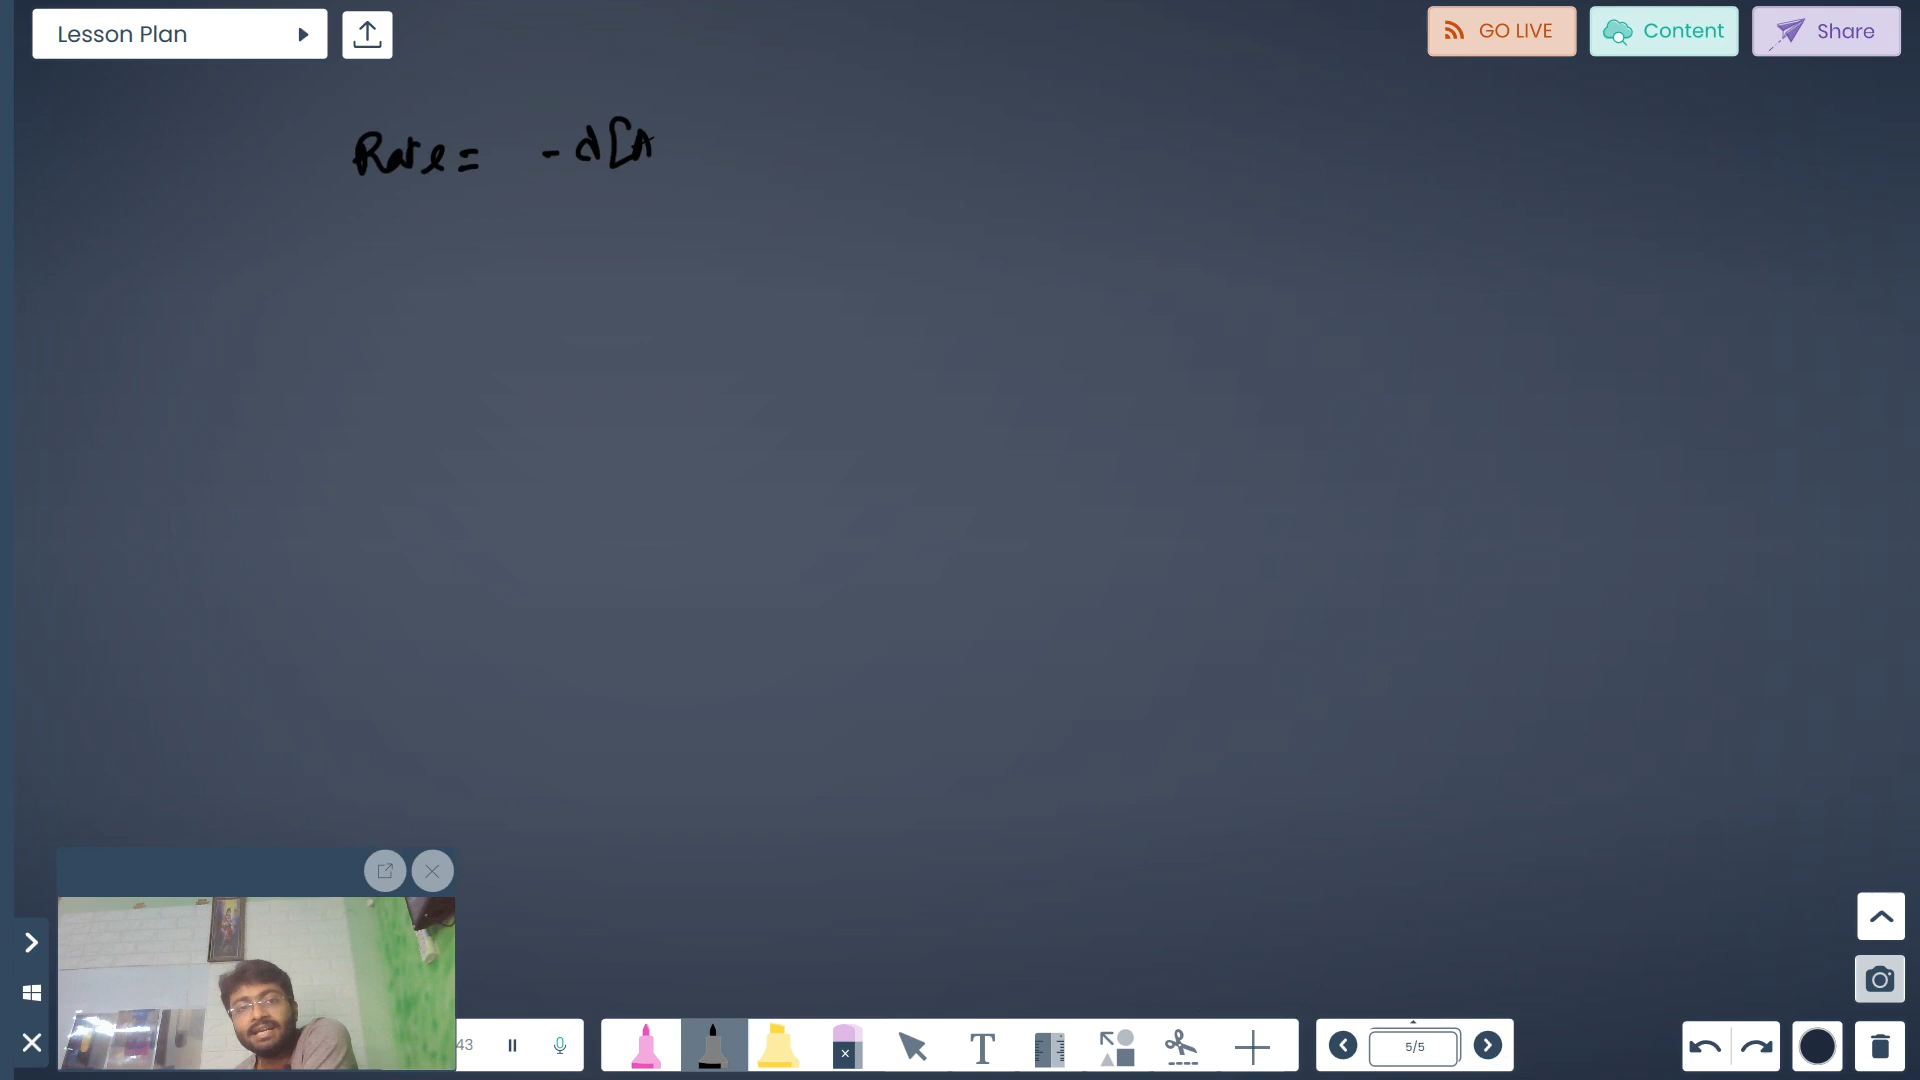 Lesson Plan
GO LIVE
Content
Share
Rate = - d[A
43
T
5/5